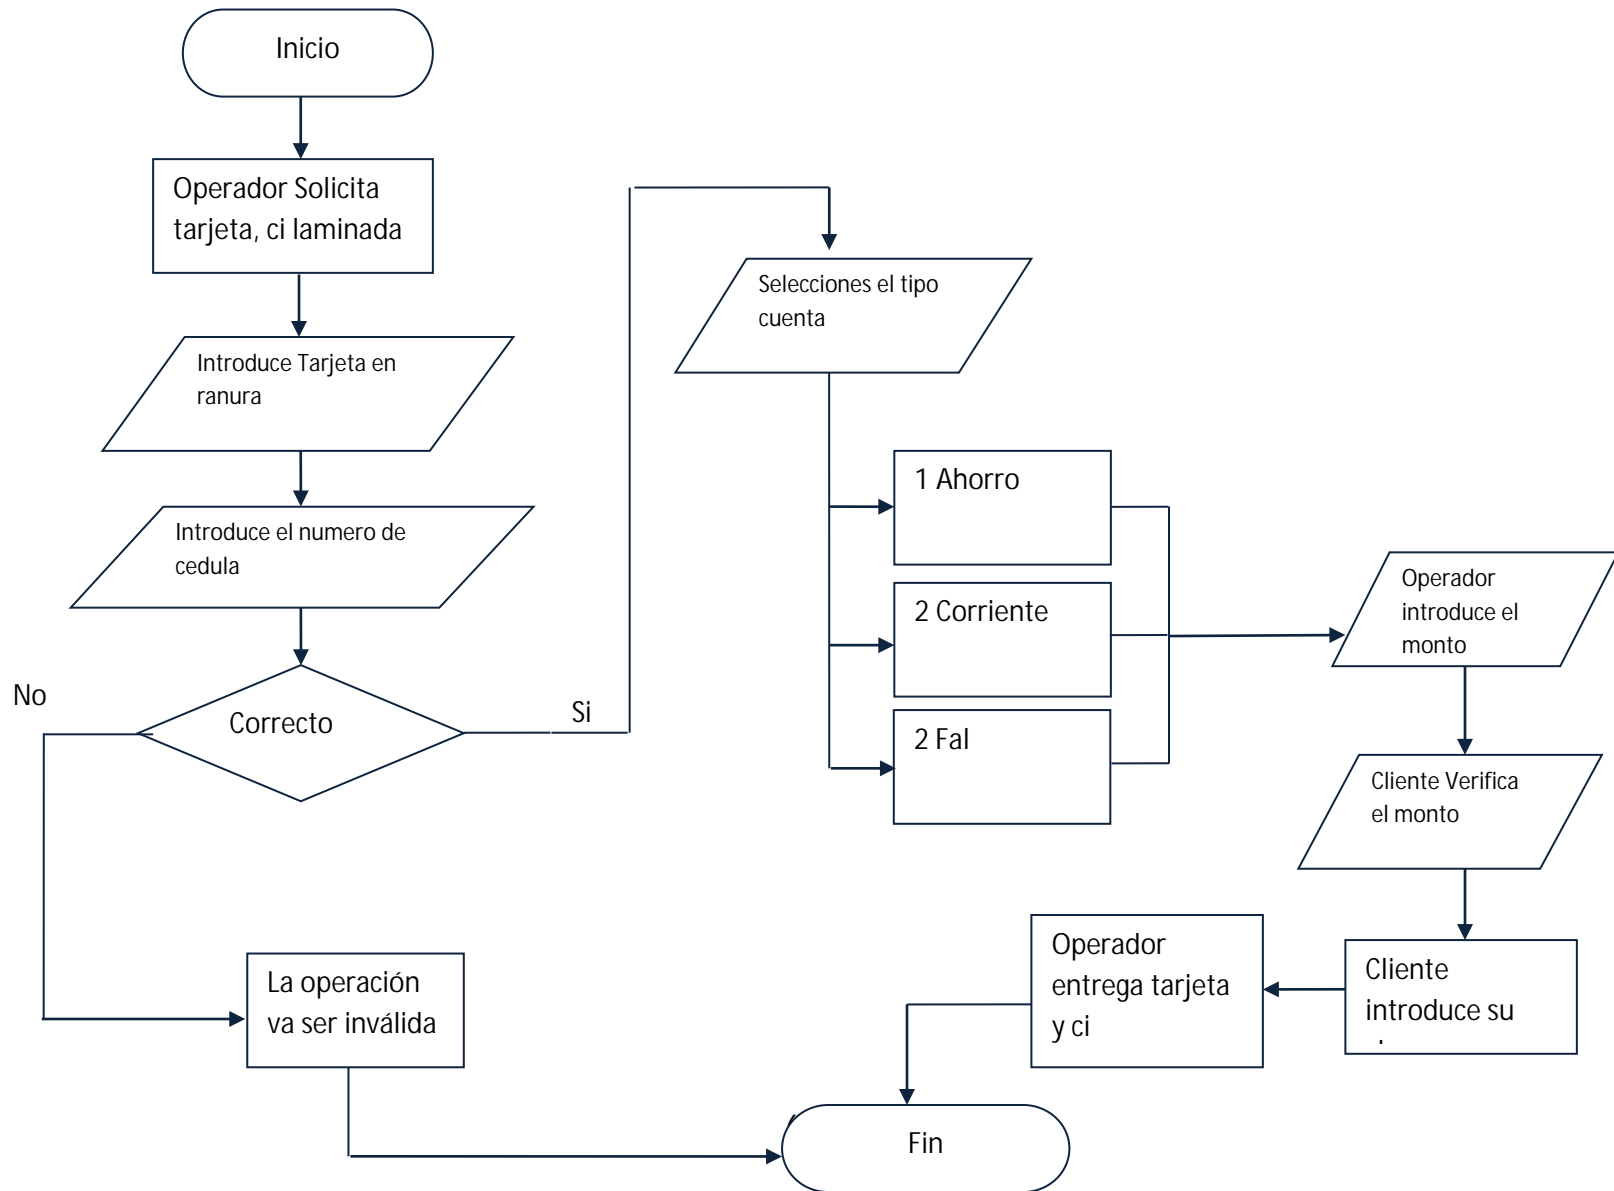 Inicio
Operador Solicita
tarjeta, ci laminada
Introduce Tarjeta en
ranura
Introduce el numero de
cedula
Correcto
No
Si
La operación
va ser inválida
Selecciones el tipo
cuenta
1 Ahorro
2 Corriente
2 Fal
Operador
introduce el
monto
Cliente Verifica
el monto
Cliente
introduce su
Operador
entrega tarjeta
y ci
Fin